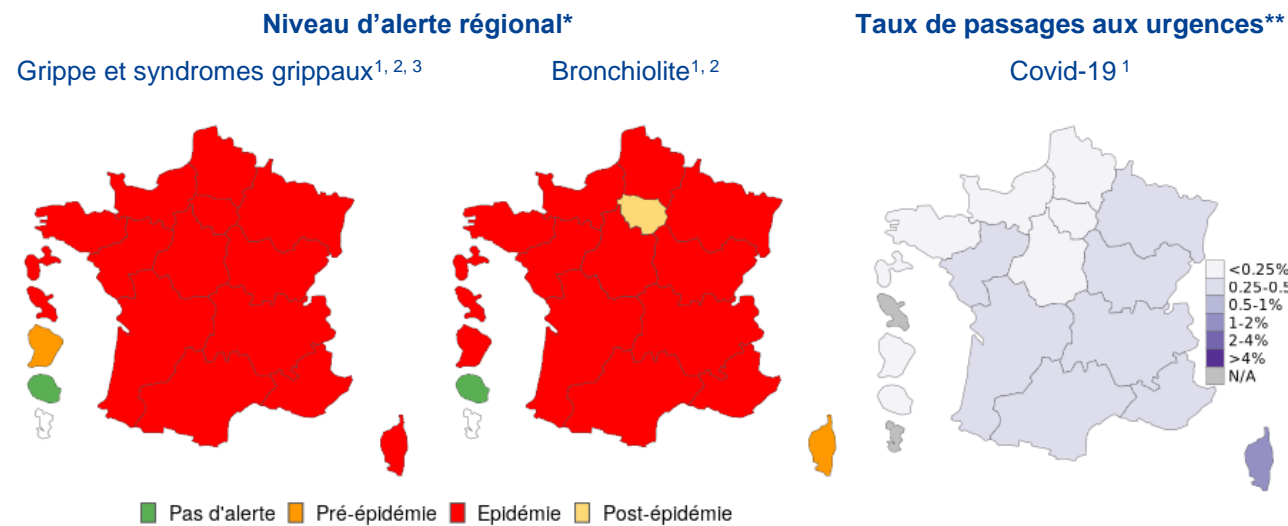 Niveau d'alerte régional*
Taux de passages aux urgences**
Grippe et syndromes grippaux1, 2, 3
Bronchiolite1, 2
Covid-19 1
<0.25%
0.25-0.5
0.5-1%
1-2%
2-4%
>4%
N/A
Pas d'alerte
Pré-épidémie
Epidémie
Post-épidémie